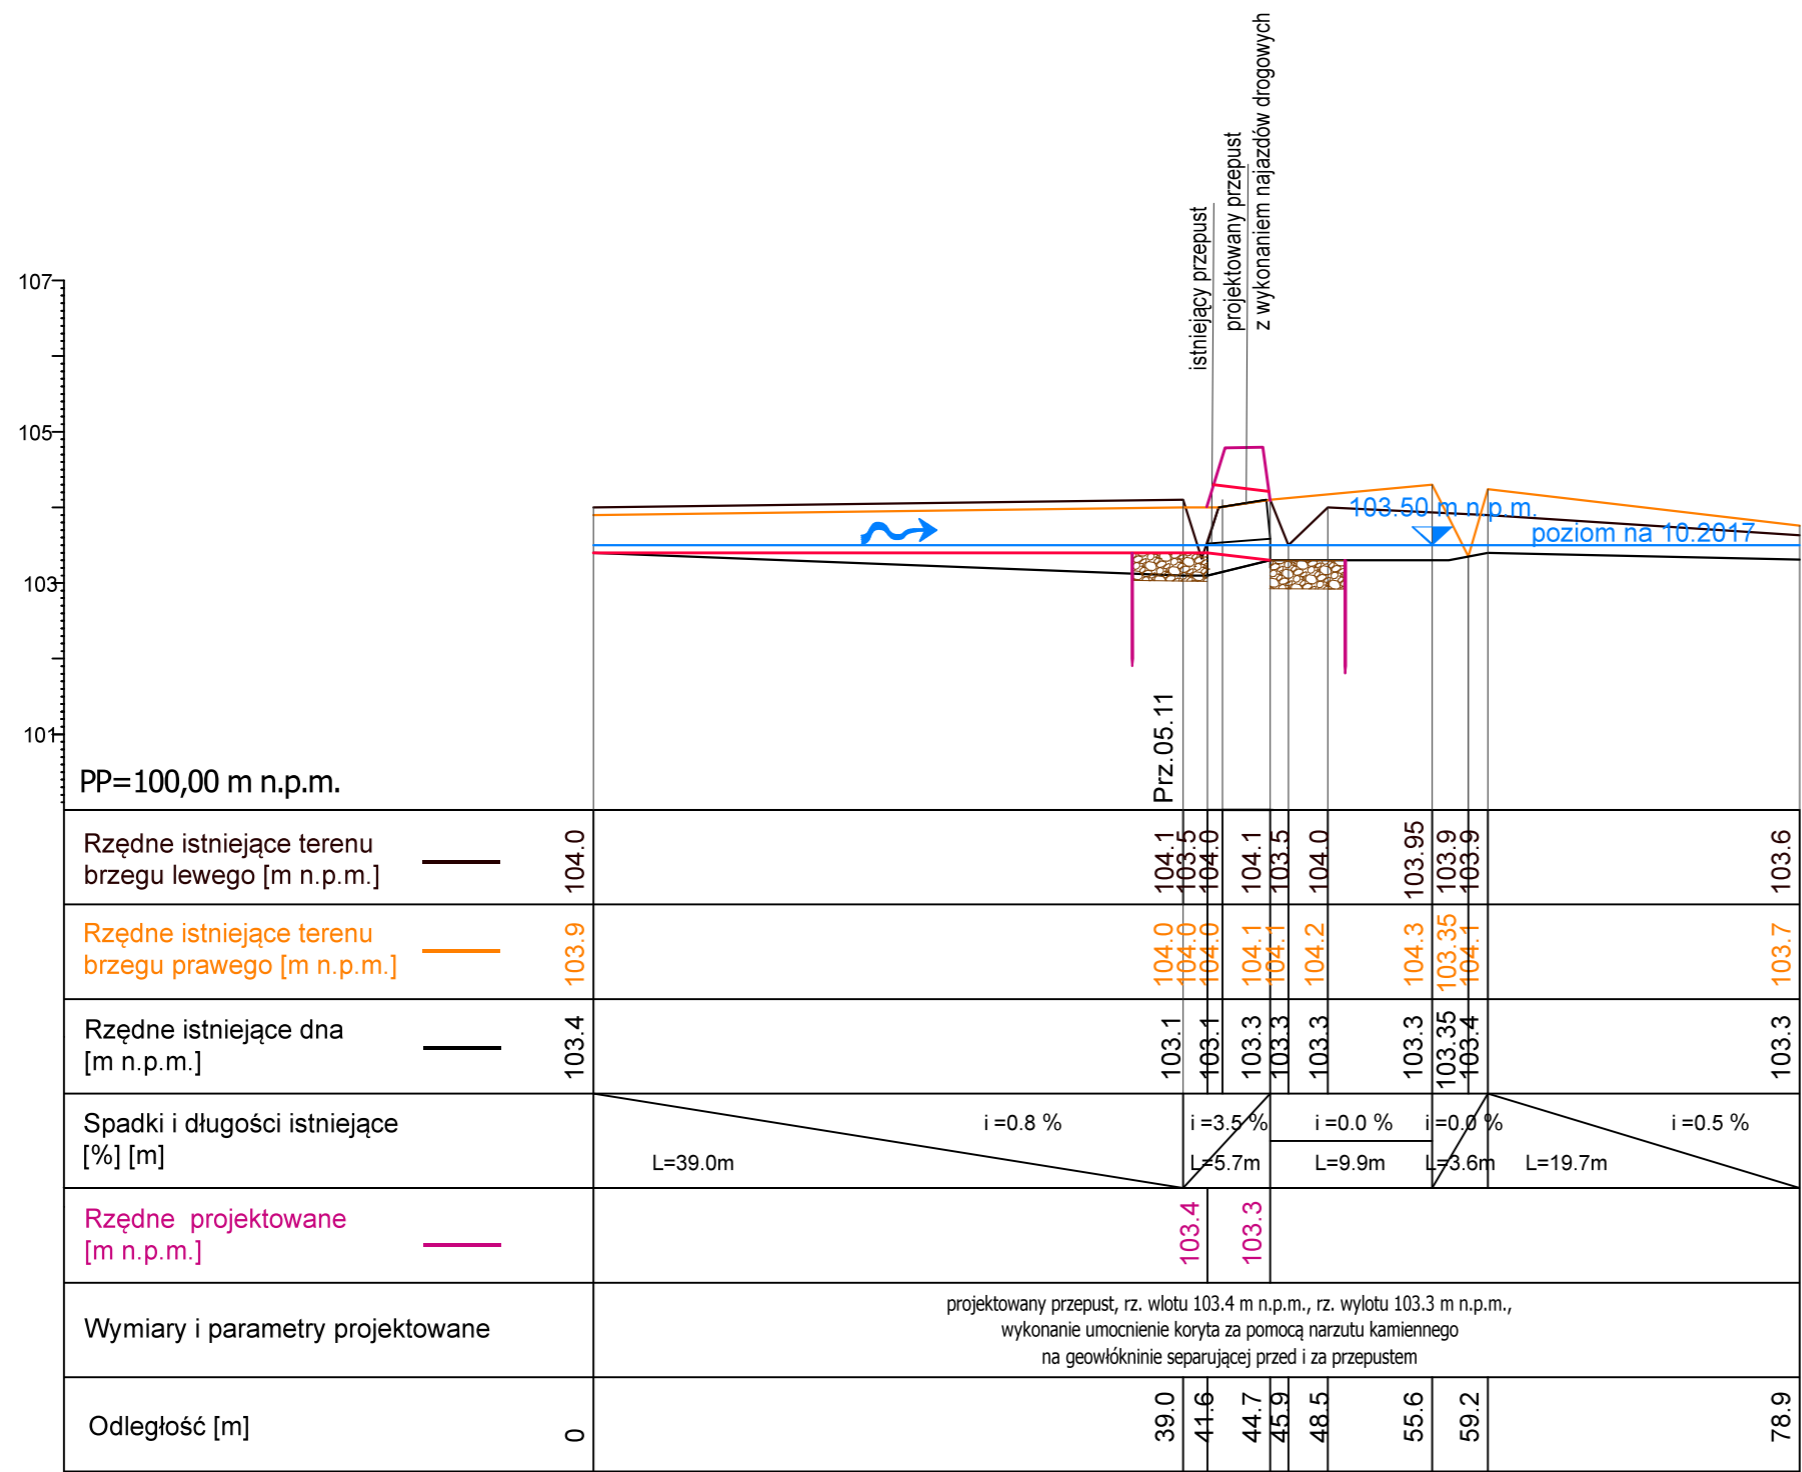 istniejący przepust
projektowany przepust
z wykonaniem najazdów drogowych
107
105
103
101
103.50 m n.p.m.
poziom na 10.2017
Prz.05.11
PP=100,00 m n.p.m.
Rzędne istniejące terenu
brzegu lewego [m n.p.m.]
104.0 104.1 103.5 104.0 104.1 103.5 104.0 103.95 103.9 103.9 103.6
Rzędne istniejące terenu
brzegu prawego [m n.p.m.]
103.9 104.0 104.0 104.0 104.1 104.1 104.2 104.3 103.35 104.1 103.7
Rzędne istniejące dna
[m n.p.m.]
103.4 103.1 103.1 103.3 103.3 103.3 103.3 103.35 103.4 103.3
Spadki i długości istniejące
[%] [m]
i =0.8 % i =3.5 % i =0.0 % i =0.0 % i =0.5 %
L=39.0m L=5.7m L=9.9m L=3.6m L=19.7m
Rzędne projektowane
[m n.p.m.]
103.4 103.3
Wymiary i parametry projektowane
projektowany przepust, rz. wlotu 103.4 m n.p.m., rz. wylotu 103.3 m n.p.m.,
wykonanie umocnienie koryta za pomocą narzutu kamiennego
na geowłókninie separującej przed i za przepustem
Odległość [m]
0 39.0 41.6 44.7 45.9 48.5 55.6 59.2 78.9